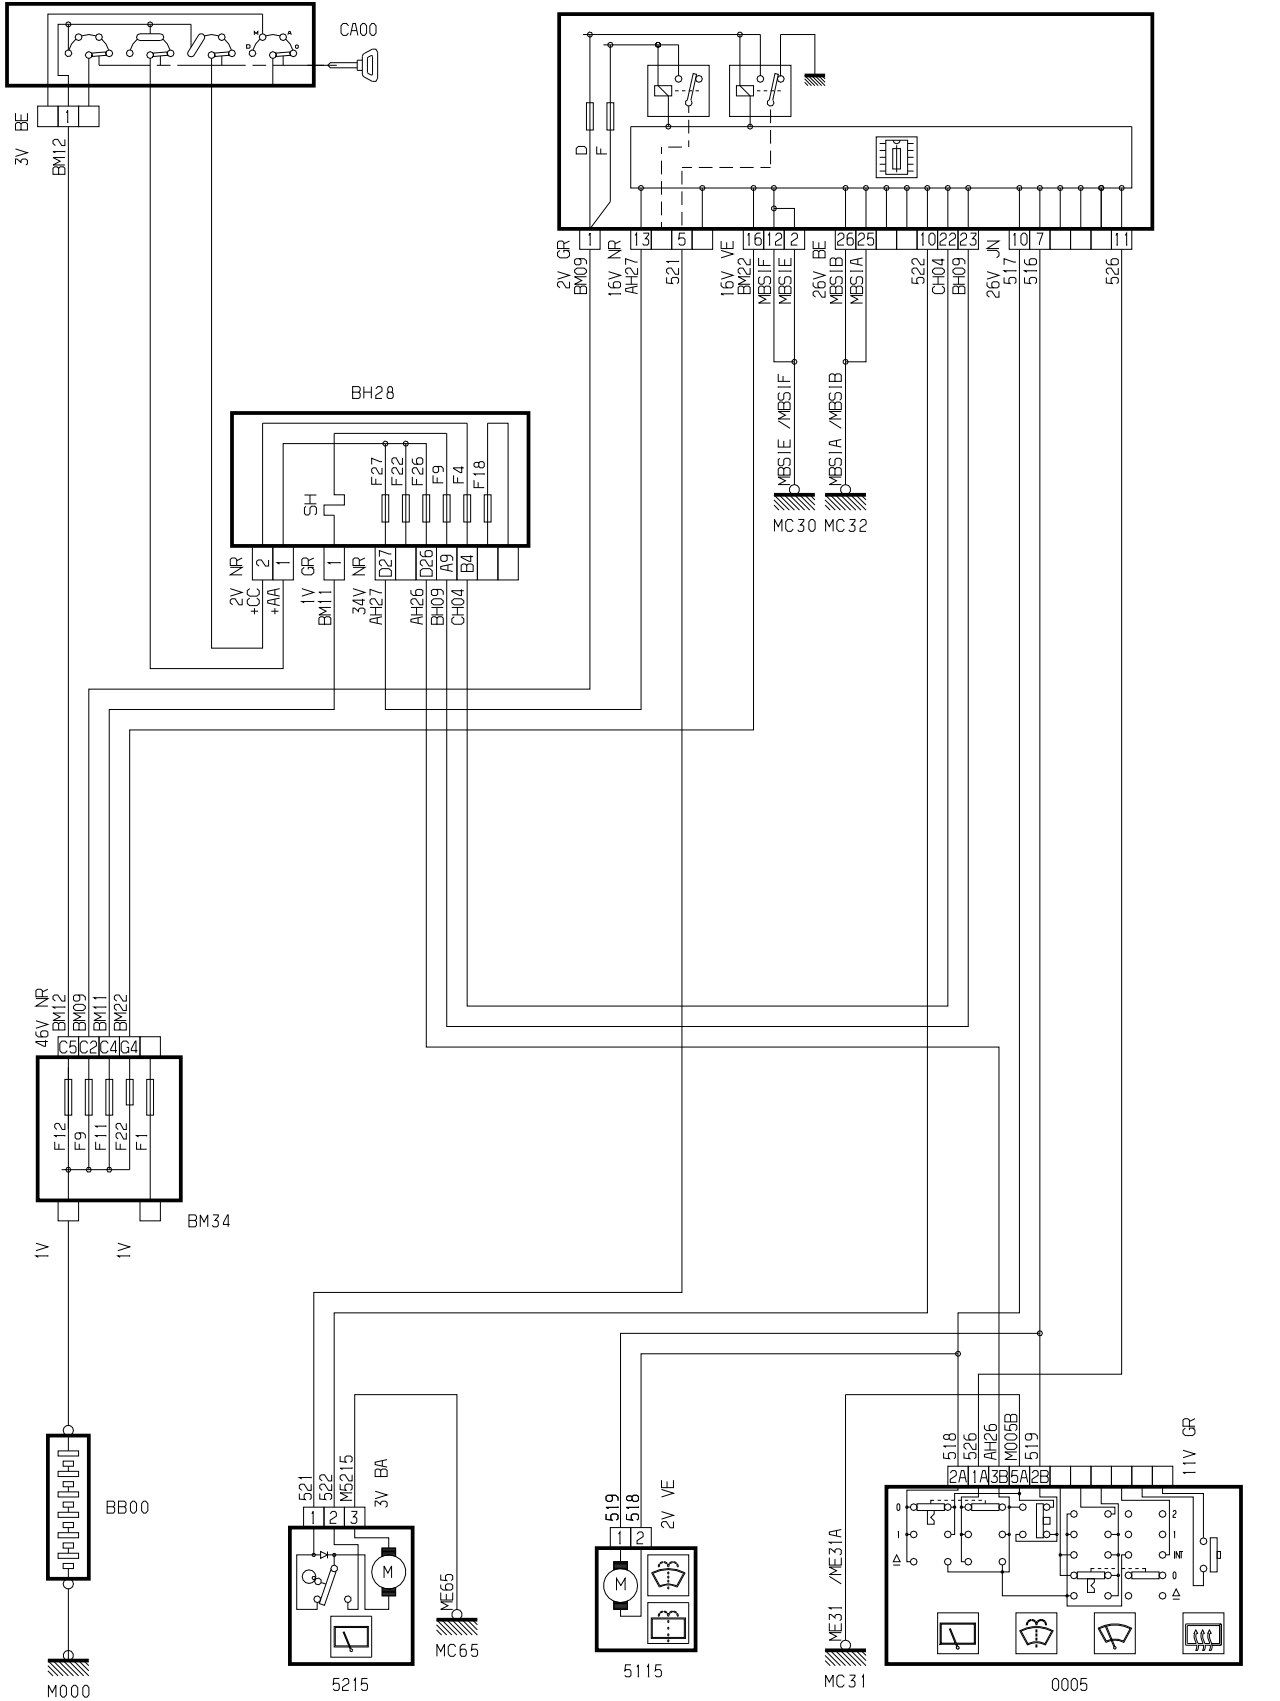 CA00
M
A
D
O
3V BE
1
BM12
D
F
1
13
5
16
12
2
26
25
10
22
23
10
7
11
2V GR
BM09
16V NR
AH27
521
16V VE
BM22
MBSIF
MBSIE
26V BE
MBSIB
MBSIA
522
CH04
BH09
26V JN
517
516
526
MBSIE /MBSIF
MBSIA /MBSIB
MC30
MC32
BH28
SH
F27
F22
F26
F9
F4
F18
2
1
1
D27
D26
A9
B4
2V NR
+CC
+AA
1V GR
BM11
34V NR
AH27
AH26
BH09
CH04
46V NR
BM12
BM09
BM11
BM22
C5
C2
C4
G4
F12
F9
F11
F22
F1
BM34
1V
1V
BB00
M000
521
522
M5215
3V BA
1
2
3
M
5215
ME65
MC65
519
518
2V VE
1
2
M
5115
ME31 /ME31A
MC31
518
526
AH26
M005B
519
11V GR
2A
1A
3B
5A
2B
0
1
2
1
INT
0
0005